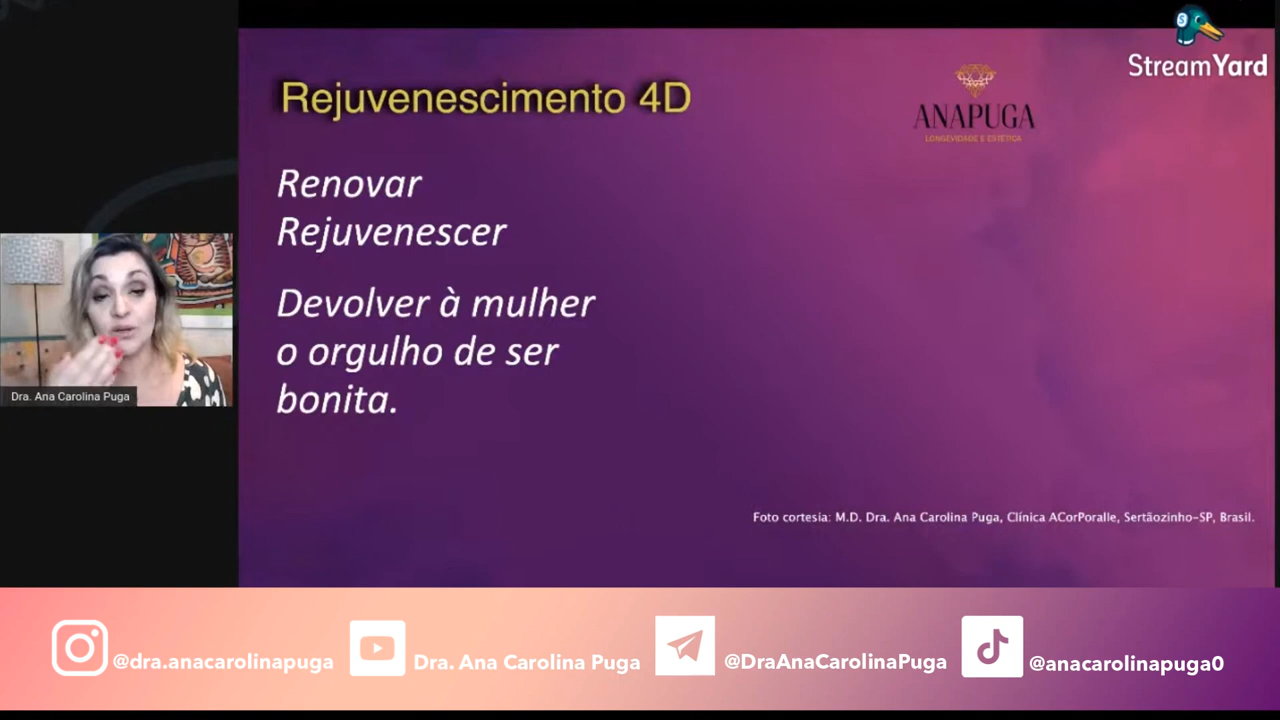 StreamYard
Rejuvenescimento 4D
ANAPUGA
LONGEVIDADE E ESTÉTICA
Renovar
Rejuvenescer
Devolver à mulher
o orgulho de ser
bonita.
Dra. Ana Carolina Puga
Foto cortesia: M.D. Dra. Ana Carolina Puga, Clínica ACorPoralle, Sertãozinho-SP, Brasil.
@dra.anacarolinapuga
Dra. Ana Carolina Puga
@DraAnaCarolinaPuga
@anacarolinapuga0